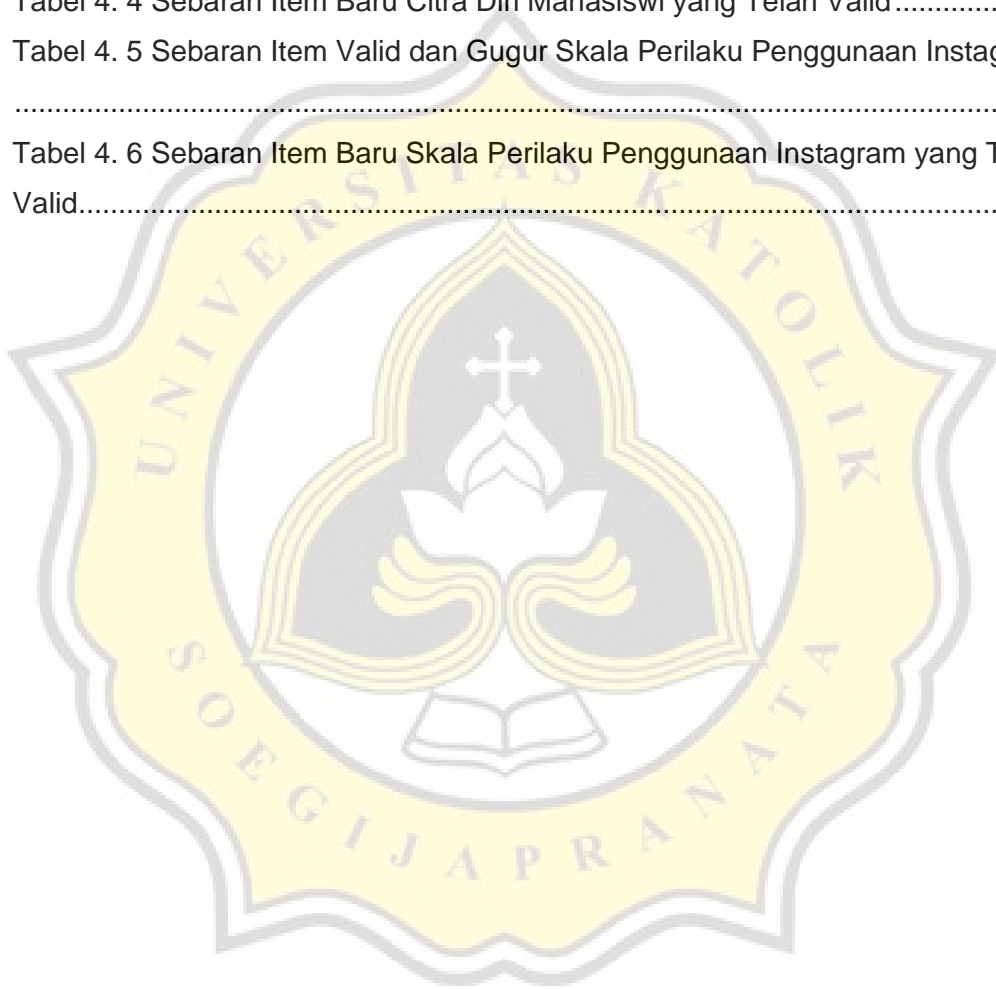 Tabel 4. 4 Sebaran Item Baru Citra Diri Mahasiswi yang Telah Valid.............
Tabel 4. 5 Sebaran Item Valid dan Gugur Skala Perilaku Penggunaan Instag
....................................................................................................................
Tabel 4. 6 Sebaran Item Baru Skala Perilaku Penggunaan Instagram yang T
Valid..............................................................................................................
UNIVERSITAS KATOLIK
SOEGIJAPRANATA